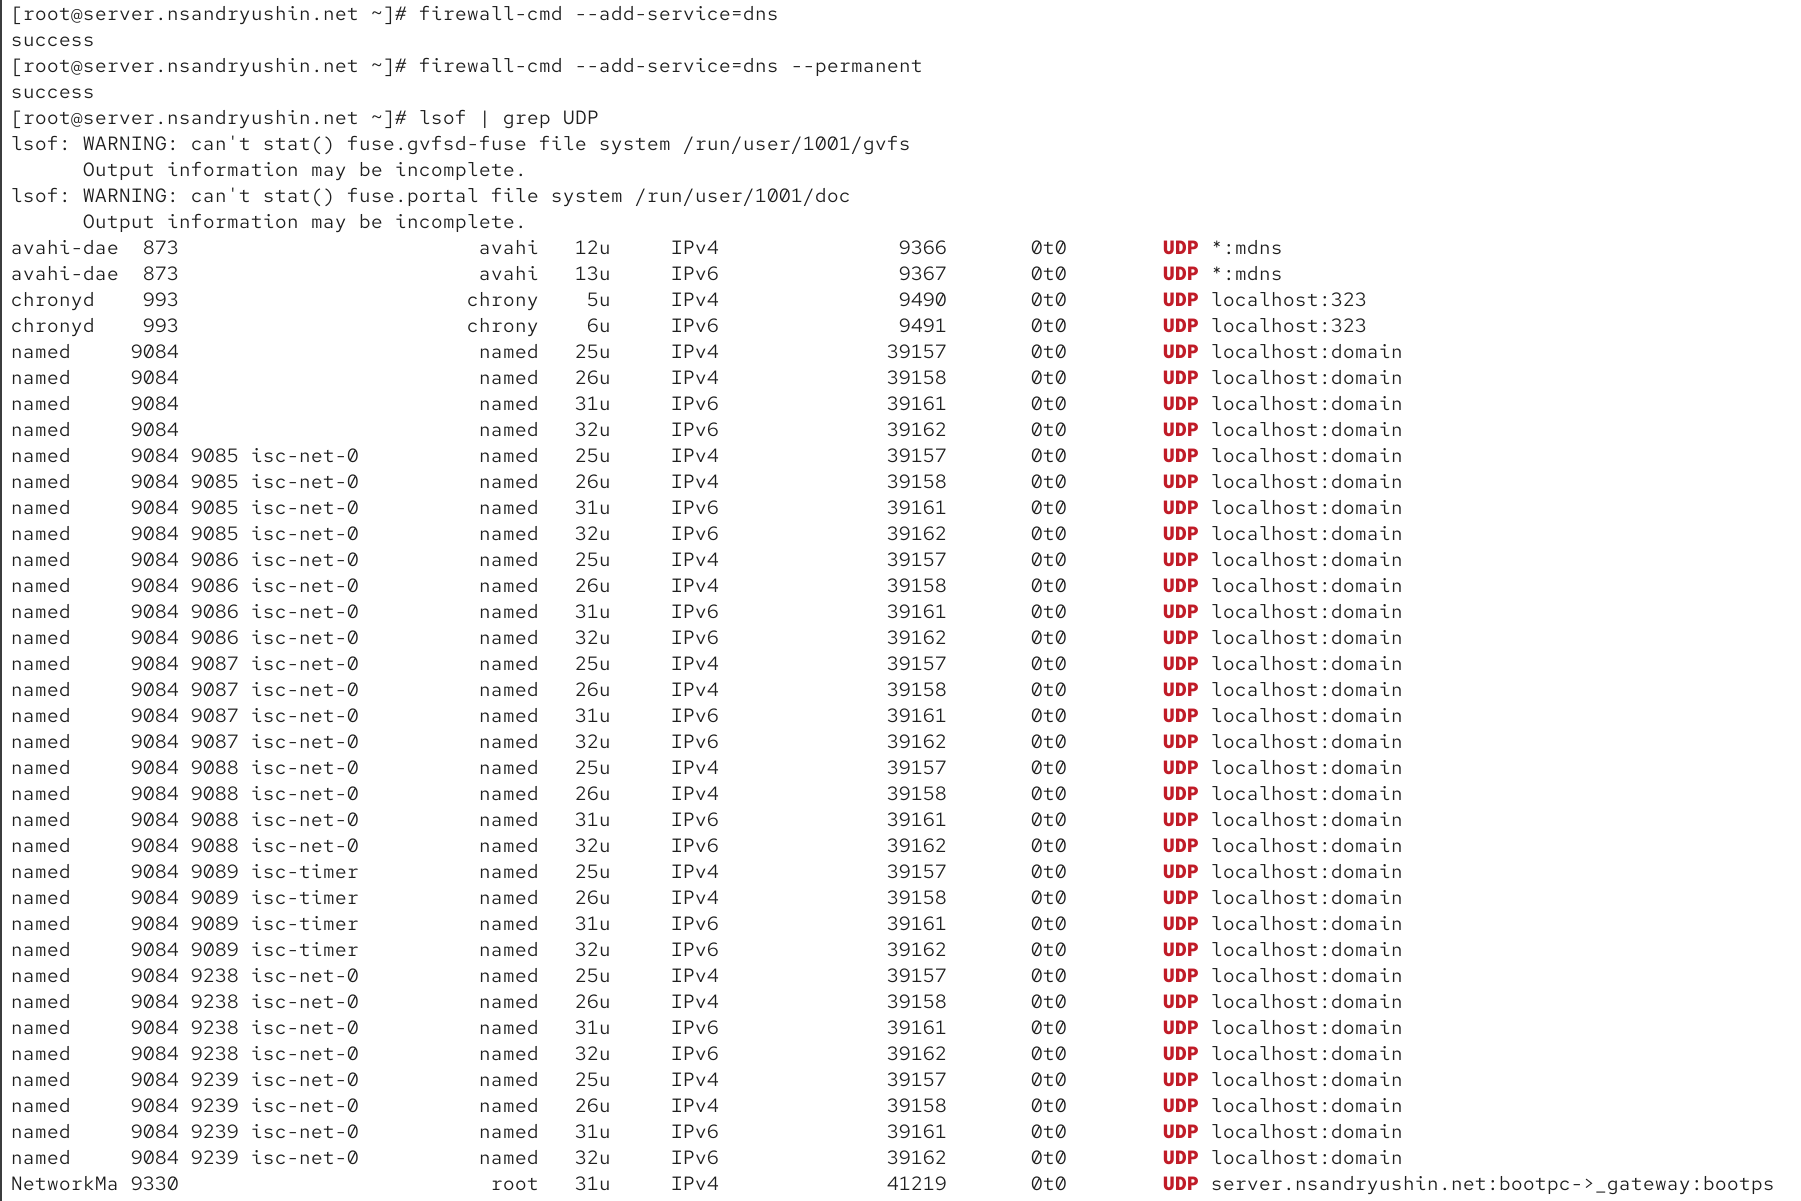 [root@server.nsandryushin.net ~]# firewall-cmd --add-service=dns
success
[root@server.nsandryushin.net ~]# firewall-cmd --add-service=dns --permanent
success
[root@server.nsandryushin.net ~]# lsof | grep UDP
lsof: WARNING: can't stat() fuse.gvfsd-fuse file system /run/user/1001/gvfs
      Output information may be incomplete.
lsof: WARNING: can't stat() fuse.portal file system /run/user/1001/doc
      Output information may be incomplete.
avahi-dae  873                         avahi   12u     IPv4               9366       0t0        UDP *:mdns
avahi-dae  873                         avahi   13u     IPv6               9367       0t0        UDP *:mdns
chronyd    993                        chrony    5u     IPv4               9490       0t0        UDP localhost:323
chronyd    993                        chrony    6u     IPv6               9491       0t0        UDP localhost:323
named     9084                         named   25u     IPv4              39157       0t0        UDP localhost:domain
named     9084                         named   26u     IPv4              39158       0t0        UDP localhost:domain
named     9084                         named   31u     IPv6              39161       0t0        UDP localhost:domain
named     9084                         named   32u     IPv6              39162       0t0        UDP localhost:domain
named     9084 9085 isc-net-0          named   25u     IPv4              39157       0t0        UDP localhost:domain
named     9084 9085 isc-net-0          named   26u     IPv4              39158       0t0        UDP localhost:domain
named     9084 9085 isc-net-0          named   31u     IPv6              39161       0t0        UDP localhost:domain
named     9084 9085 isc-net-0          named   32u     IPv6              39162       0t0        UDP localhost:domain
named     9084 9086 isc-net-0          named   25u     IPv4              39157       0t0        UDP localhost:domain
named     9084 9086 isc-net-0          named   26u     IPv4              39158       0t0        UDP localhost:domain
named     9084 9086 isc-net-0          named   31u     IPv6              39161       0t0        UDP localhost:domain
named     9084 9086 isc-net-0          named   32u     IPv6              39162       0t0        UDP localhost:domain
named     9084 9087 isc-net-0          named   25u     IPv4              39157       0t0        UDP localhost:domain
named     9084 9087 isc-net-0          named   26u     IPv4              39158       0t0        UDP localhost:domain
named     9084 9087 isc-net-0          named   31u     IPv6              39161       0t0        UDP localhost:domain
named     9084 9087 isc-net-0          named   32u     IPv6              39162       0t0        UDP localhost:domain
named     9084 9088 isc-net-0          named   25u     IPv4              39157       0t0        UDP localhost:domain
named     9084 9088 isc-net-0          named   26u     IPv4              39158       0t0        UDP localhost:domain
named     9084 9088 isc-net-0          named   31u     IPv6              39161       0t0        UDP localhost:domain
named     9084 9088 isc-net-0          named   32u     IPv6              39162       0t0        UDP localhost:domain
named     9084 9089 isc-timer          named   25u     IPv4              39157       0t0        UDP localhost:domain
named     9084 9089 isc-timer          named   26u     IPv4              39158       0t0        UDP localhost:domain
named     9084 9089 isc-timer          named   31u     IPv6              39161       0t0        UDP localhost:domain
named     9084 9089 isc-timer          named   32u     IPv6              39162       0t0        UDP localhost:domain
named     9084 9238 isc-net-0          named   25u     IPv4              39157       0t0        UDP localhost:domain
named     9084 9238 isc-net-0          named   26u     IPv4              39158       0t0        UDP localhost:domain
named     9084 9238 isc-net-0          named   31u     IPv6              39161       0t0        UDP localhost:domain
named     9084 9238 isc-net-0          named   32u     IPv6              39162       0t0        UDP localhost:domain
named     9084 9239 isc-net-0          named   25u     IPv4              39157       0t0        UDP localhost:domain
named     9084 9239 isc-net-0          named   26u     IPv4              39158       0t0        UDP localhost:domain
named     9084 9239 isc-net-0          named   31u     IPv6              39161       0t0        UDP localhost:domain
named     9084 9239 isc-net-0          named   32u     IPv6              39162       0t0        UDP localhost:domain
NetworkMa 9330                          root   31u     IPv4              41219       0t0        UDP server.nsandryushin.net:bootpc->_gateway:bootps